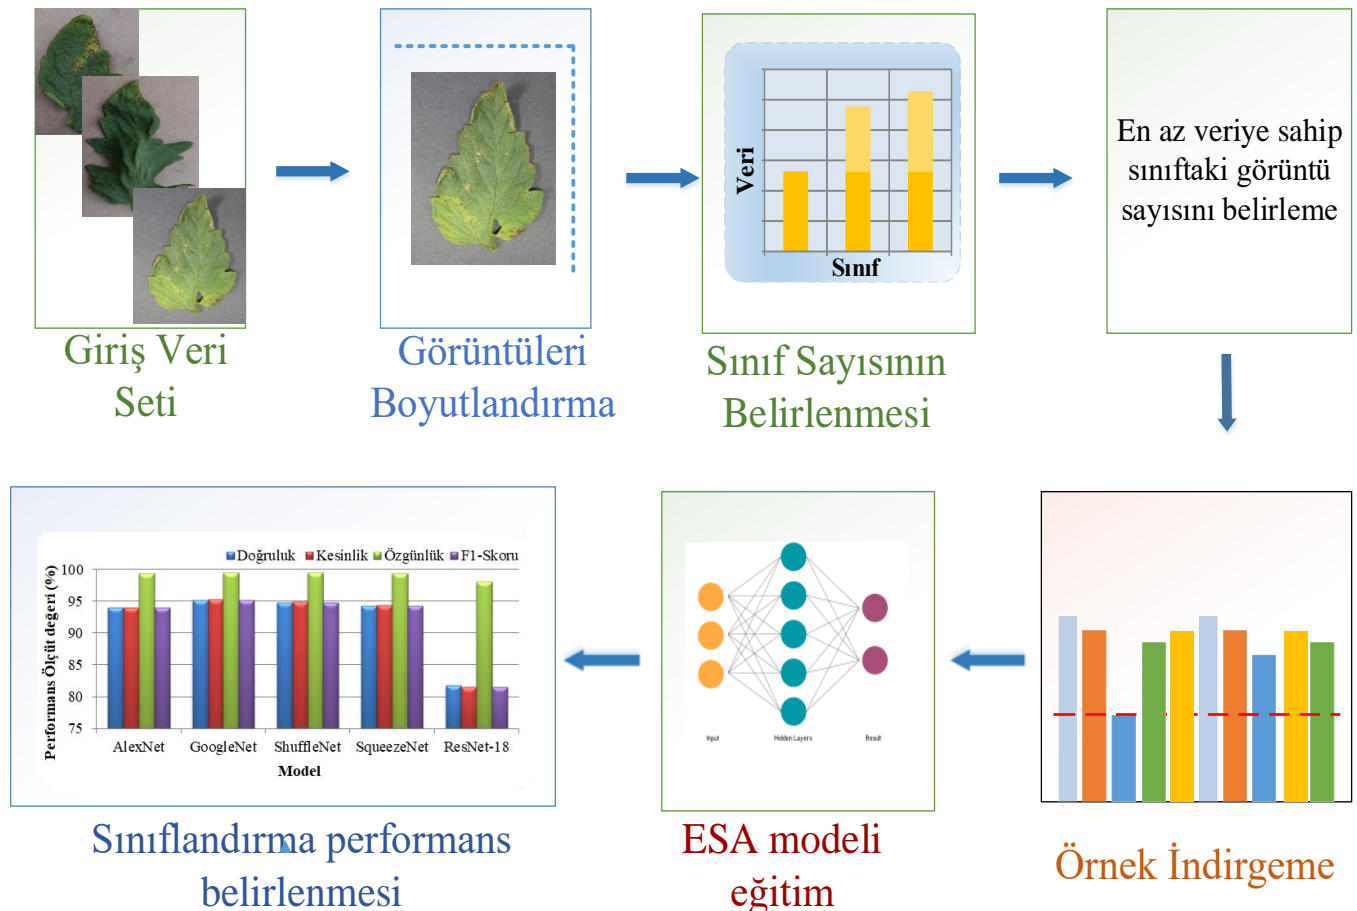 Giriş Veri
Seti
Görüntüleri
Boyutlandırma
Veri
Sınıf
Sınıf Sayısının
Belirlenmesi
En az veriye sahip
sınıftaki görüntü
sayısını belirleme
Örnek İndirgeme
Input
Hidden Layers
Result
ESA modeli
eğitim
Doğruluk Kesinlik Özgünlük F1-Skoru
Performans Ölçüt değeri (%)
100
95
90
85
80
75
AlexNet GoogleNet ShuffleNet SqueezeNet ResNet-18
Model
Sınıflandırma performans
belirlenmesi